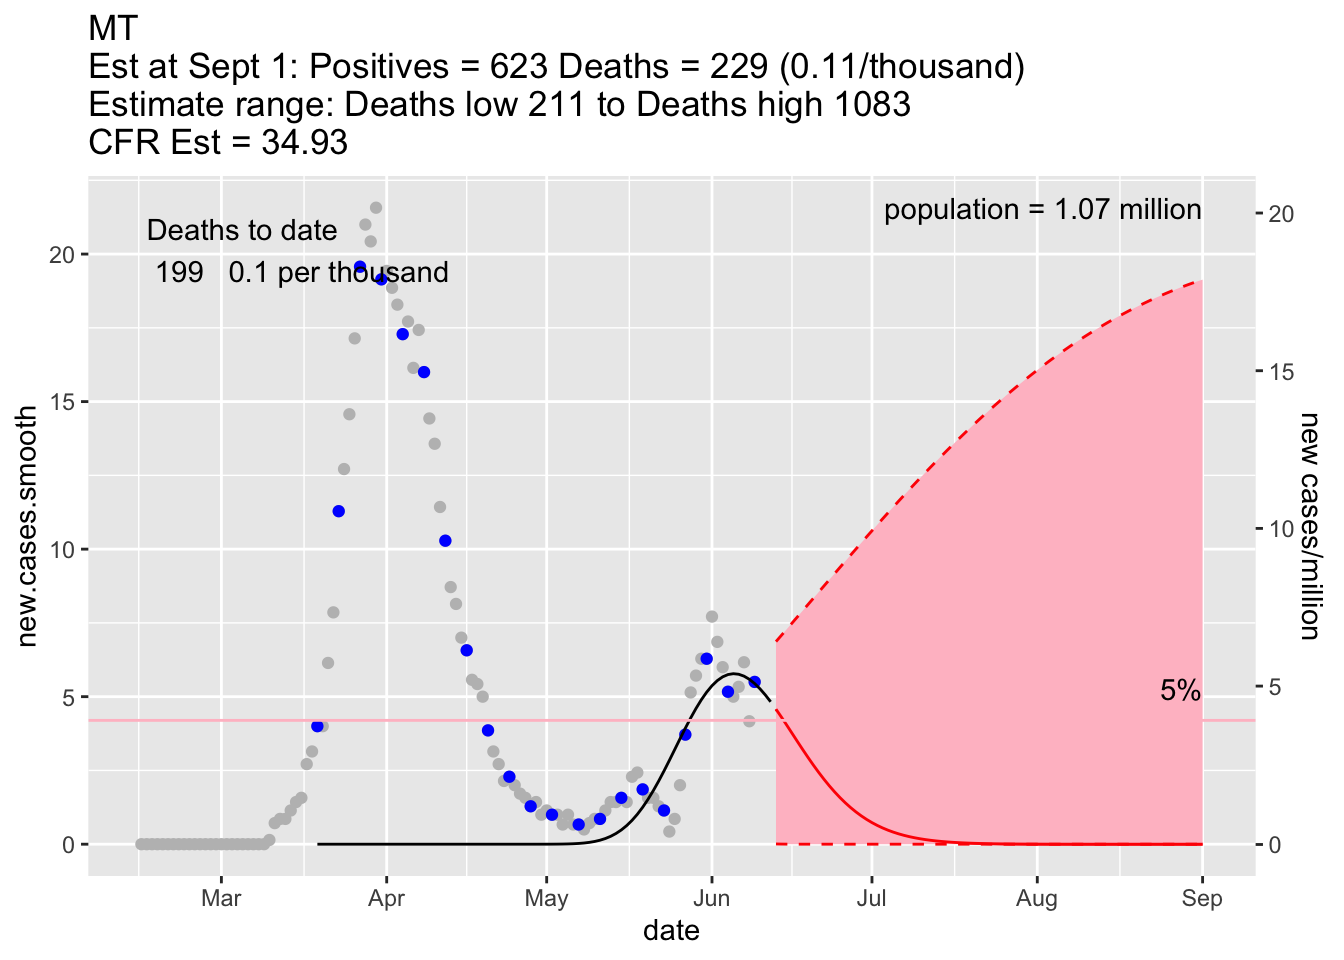 MT
Est at Sept 1: Positives = 623 Deaths = 229 (0.11/thousand)
Estimate range: Deaths low 211 to Deaths high 1083
CFR Est = 34.93
Deaths to date
199 0.1 per thousand
population = 1.07 million
5%
new.cases.smooth
20
15
10
5
0
new cases/million
20
15
10
5
0
Mar
Apr
May
Jun
Jul
Aug
Sep
date